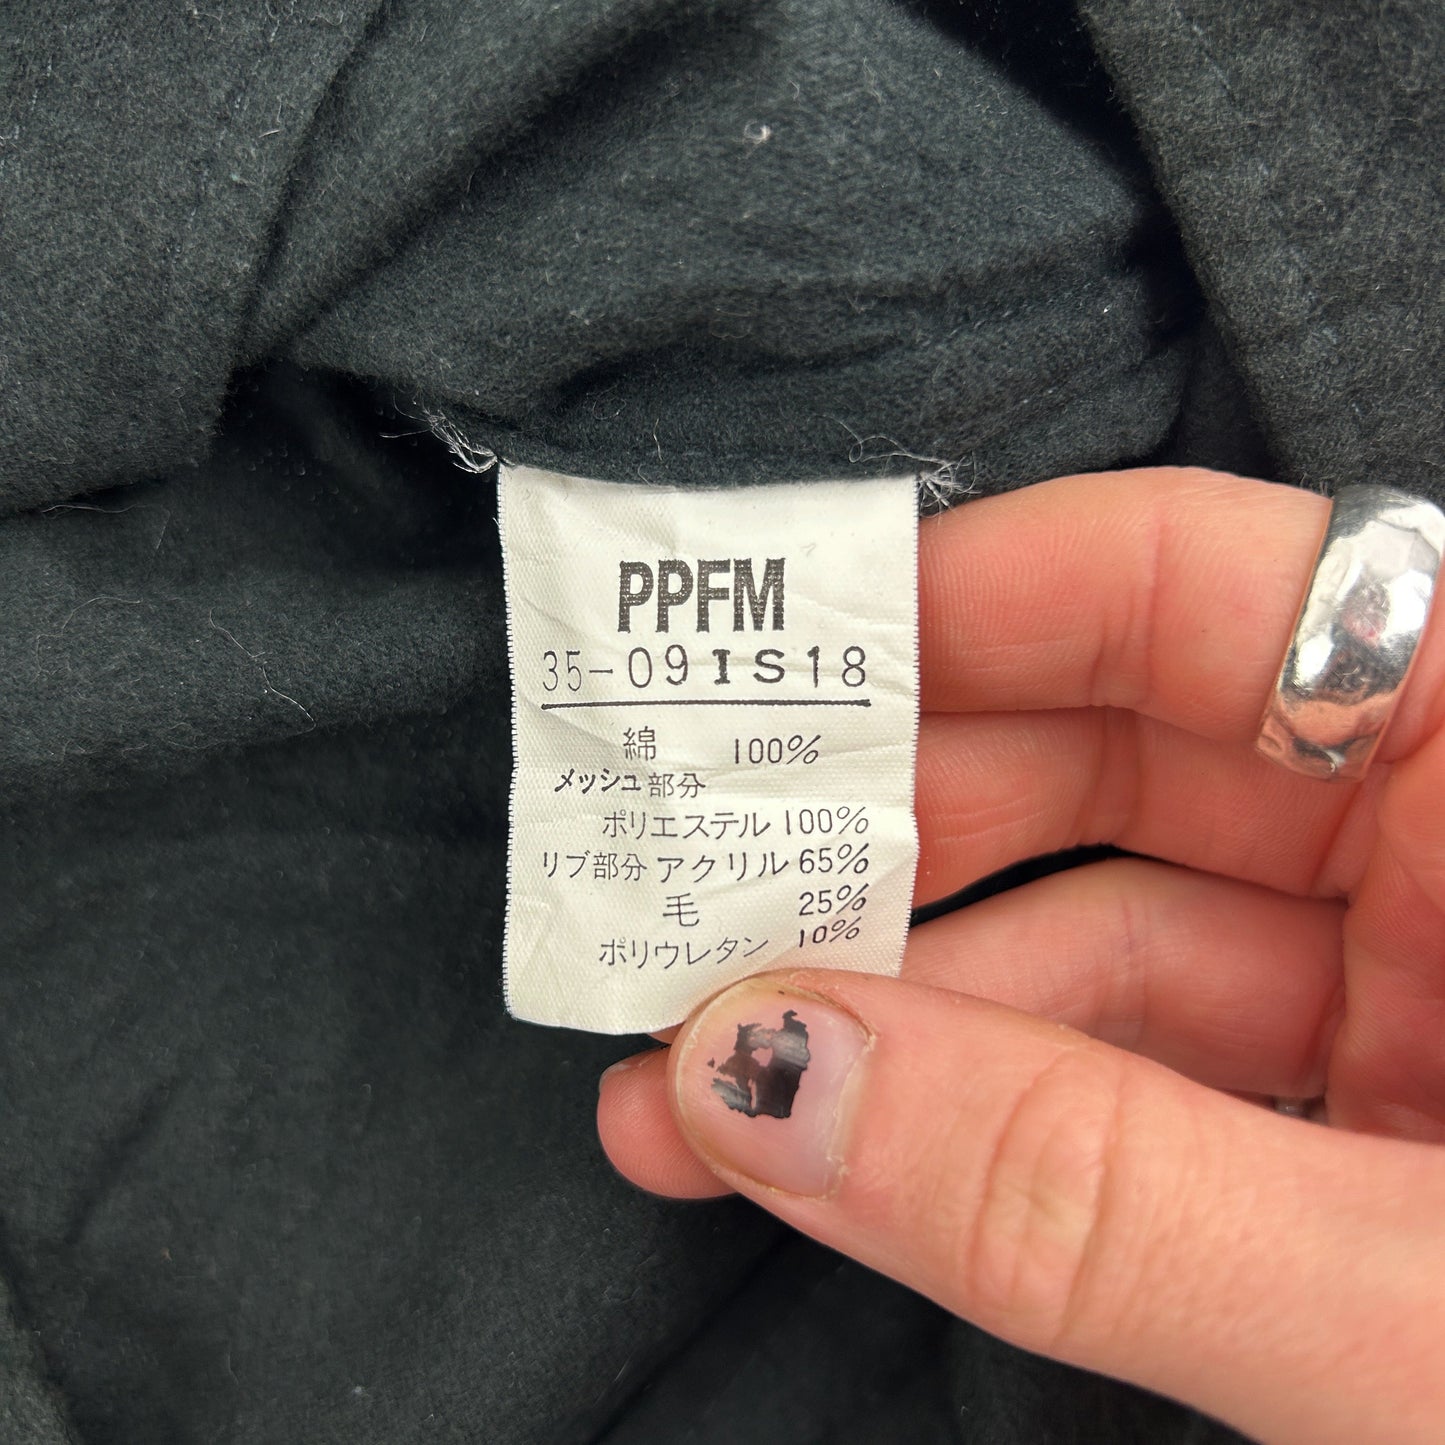 PPFM
35-09IS18
綿 100%
メッシュ部分
ポリエステル 100%
リブ部分 アクリル 65%
毛 25%
ポリウレタン 10%